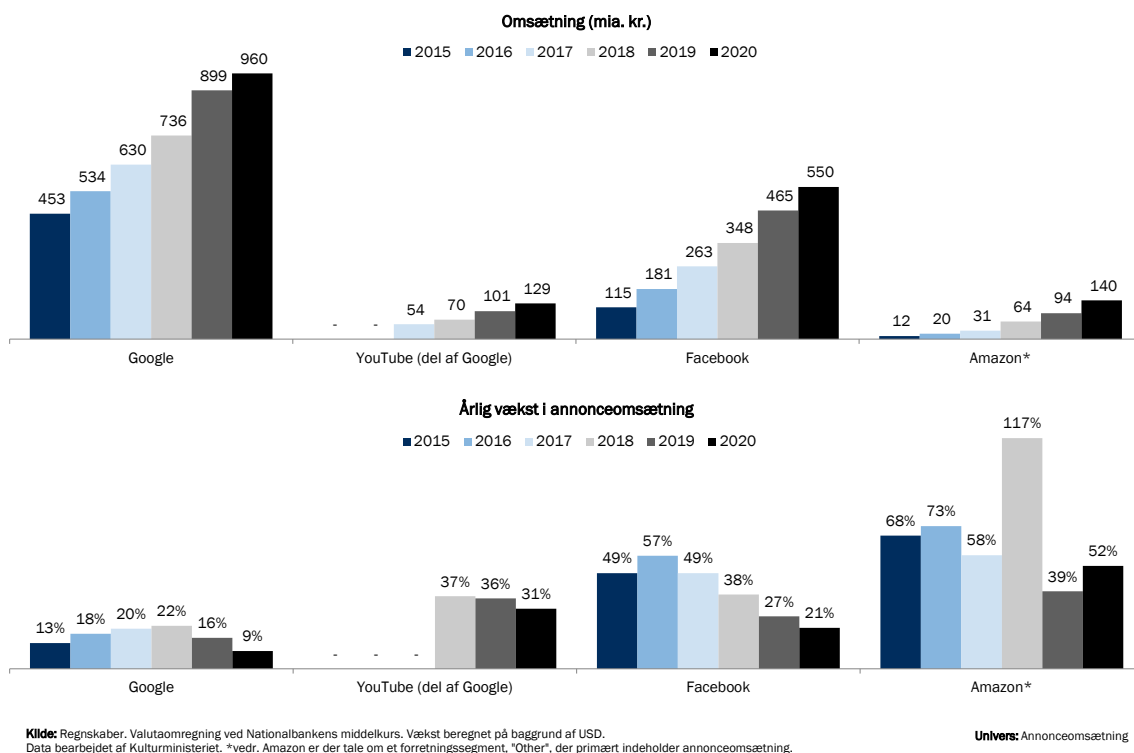 Omsætning (mia. kr.)
2015 2016 2017 2018 2019 2020
453 534 630 736 899 960
- - 54 70 101 129
115 181 263 348 465 550
12 20 31 64 94 140
Google YouTube (del af Google) Facebook Amazon*
Årlig vækst i annonceomsætning
2015 2016 2017 2018 2019 2020
13% 18% 20% 22% 16% 9%
- - - 37% 36% 31%
49% 57% 49% 38% 27% 21%
68% 73% 58% 117% 39% 52%
Google YouTube (del af Google) Facebook Amazon*
Kilde: Regnskaber. Valutaomregning ved Nationalbankens middelkurs. Vækst beregnet på baggrund af USD.
Data bearbejdet af Kulturministeriet. *vedr. Amazon er der tale om et forretningssegment, "Other", der primært indeholder annonceomsætning.
Univers: Annonceomsætning